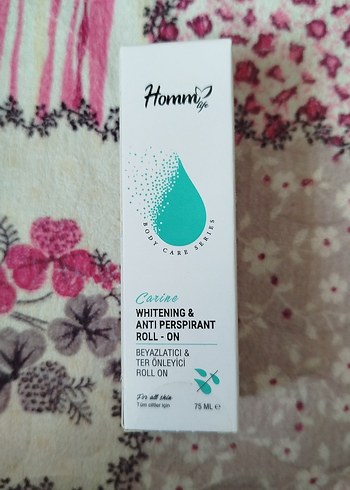 Homm
life
BODY CARE SERIES
Carine
WHITENING &
ANTI PERSPIRANT
ROLL - ON
BEYAZLATICI &
TER ÖNLEYİCİ
ROLL ON
For all skin
Tüm ciltler için
75 ML ℮